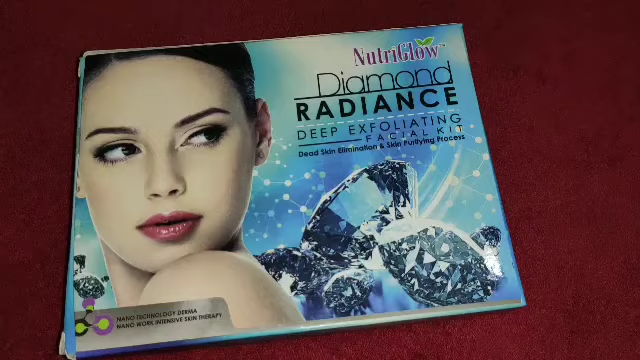 NutriGlow™
Diamond
RADIANCE
DEEP EXFOLIATING
FACIAL KIT
Dead Skin Elimination & Skin Purifying Process
NANO TECHNOLOGY DERMA
NANO WORK INTENSIVE SKIN THERAPY